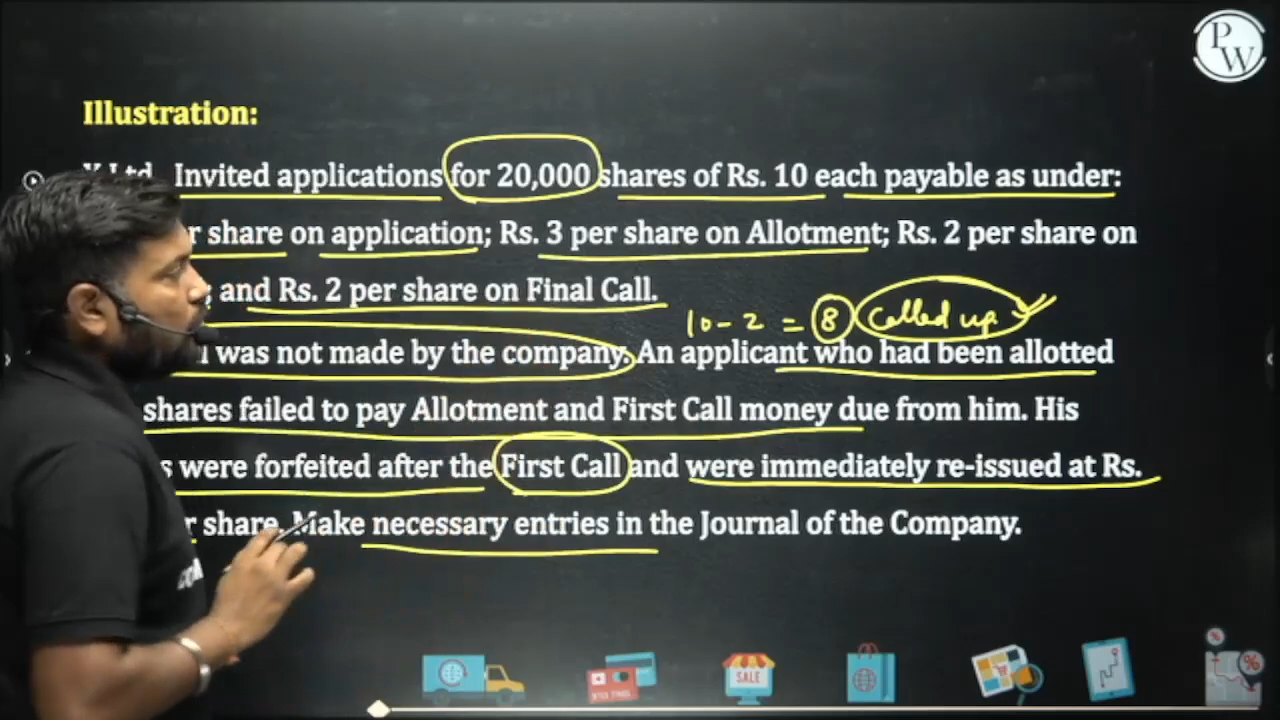 PW
Illustration:
Invited applications for 20,000 shares of Rs. 10 each payable as under:
share on application; Rs. 3 per share on Allotment; Rs. 2 per share on
and Rs. 2 per share on Final Call.
10-2 = 8 Called up
was not made by the company. An applicant who had been allotted
shares failed to pay Allotment and First Call money due from him. His
were forfeited after the First Call and were immediately re-issued at Rs.
share. Make necessary entries in the Journal of the Company.
SALE
%
%